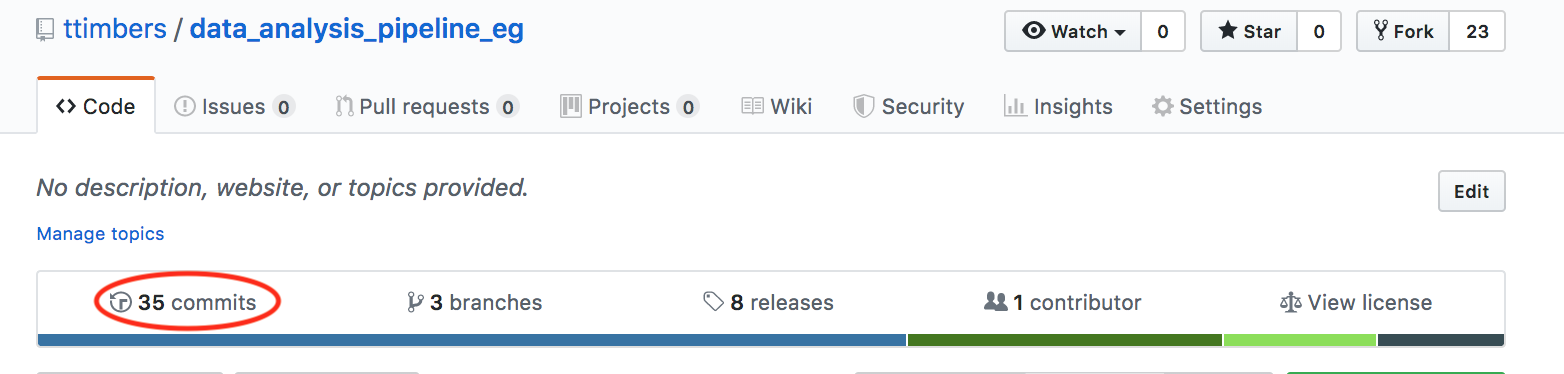 ttimbers / data_analysis_pipeline_eg Watch 0 Star 0 Fork 23
Code Issues 0 Pull requests 0 Projects 0 Wiki Security Insights Settings
No description, website, or topics provided. Edit
Manage topics
35 commits 3 branches 8 releases 1 contributor View license